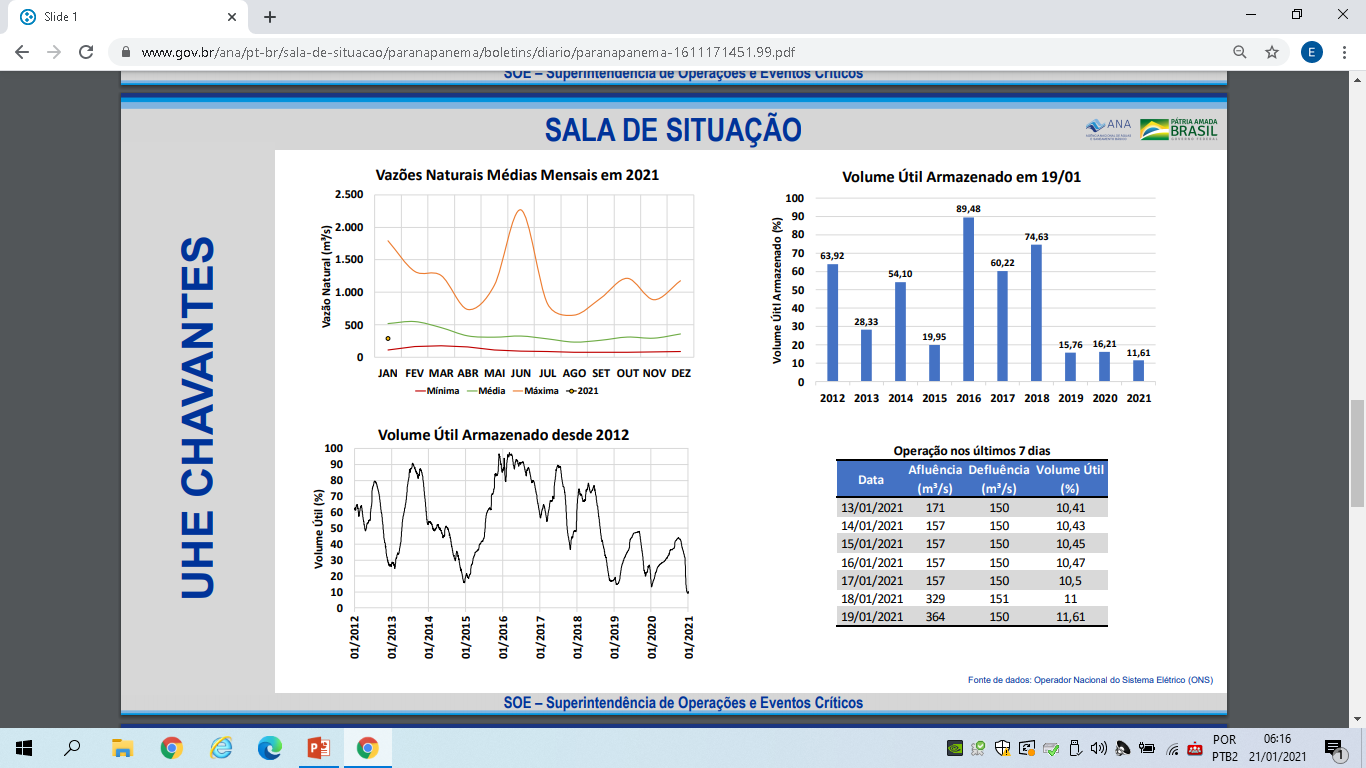 Slide 1
www.gov.br/ana/pt-br/sala-de-situacao/paranapanema/boletins/diario/paranapanema-1611171451.99.pdf
E
SOE – Superintendência de Operações e Eventos Críticos
SALA DE SITUAÇÃO
ANA
PÁTRIA AMADA
BRASIL
GOVERNO FEDERAL
UHE CHAVANTES
Vazões Naturais Médias Mensais em 2021
Vazão Natural (m³/s)
2.500
2.000
1.500
1.000
500
0
JAN FEV MAR ABR MAI JUN JUL AGO SET OUT NOV DEZ
Mínima Média Máxima 2021
Volume Útil Armazenado em 19/01
Volume Úitl Armazenado (%)
100
90
80
70
60
50
40
30
20
10
0
63,92
28,33
54,10
19,95
89,48
60,22
74,63
15,76
16,21
11,61
2012 2013 2014 2015 2016 2017 2018 2019 2020 2021
Volume Útil Armazenado desde 2012
Volume Útil (%)
100
90
80
70
60
50
40
30
20
10
0
01/2012
01/2013
01/2014
01/2015
01/2016
01/2017
01/2018
01/2019
01/2020
01/2021
Operação nos últimos 7 dias
Data Afluência (m³/s) Defluência (m³/s) Volume Útil (%)
13/01/2021 171 150 10,41
14/01/2021 157 150 10,43
15/01/2021 157 150 10,45
16/01/2021 157 150 10,47
17/01/2021 157 150 10,5
18/01/2021 329 151 11
19/01/2021 364 150 11,61
Fonte de dados: Operador Nacional do Sistema Elétrico (ONS)
SOE – Superintendência de Operações e Eventos Críticos
POR
PTB2
06:16
21/01/2021
1